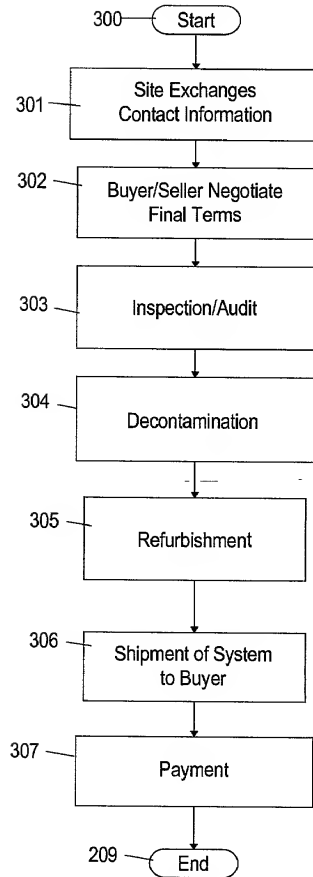 300 Start
301 Site Exchanges
Contact Information
302 Buyer/Seller Negotiate
Final Terms
303 Inspection/Audit
304 Decontamination
305 Refurbishment
306 Shipment of System
to Buyer
307 Payment
209 End